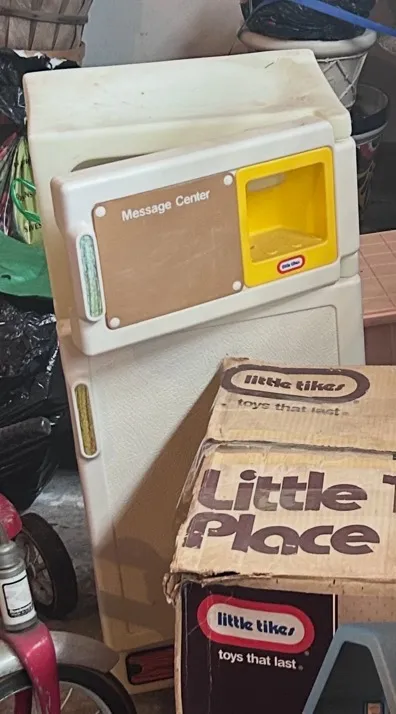 Message Center
little tikes
little tikes
toys that last
Little T
Place
little tikes
toys that last